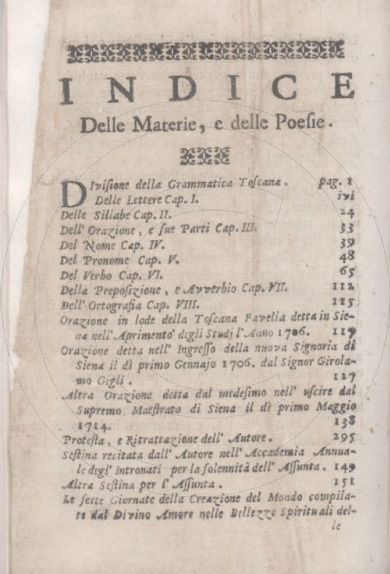 INDICE
Delle Materie, e delle Poesie.
DIvisione della Grammatica Toscana. pag. 1
Delle Lettere Cap. I. ivi
Delle Sillabe Cap. II. 24
Dell' Orazione, e sue Parti Cap. III. 33
Del Nome Cap. IV. 39
Del Pronome Cap. V. 48
Del Verbo Cap. VI. 65
Della Preposizione, e Avverbio Cap. VII. 112
Dell' Ortografia Cap. VIII. 115
Orazione in lode della Toscana Favella detta in Sie-
na nell' Aprimento degli Studj l'Anno 1706. 119
Orazione detta nell' Ingresso della nuova Signoria di
Siena il dì primo Gennajo 1706. dal Signor Girola-
mo Gigli. 127
Altra Orazione detta dal medesimo nell' uscire dal
Supremo Maestrato di Siena il dì primo Maggio
1714. 138
Protesta, e Ritrattazione dell' Autore. 295
Sestina recitata dall' Autore nell' Accademia Annua-
le degl' Intronati per la solennità dell' Assunta. 149
Altra Sestina per l' Assunta. 151
Le sette Giornate della Creazione del Mondo compila-
te dal Divino Amore nelle Bellezze Spirituali del-
le